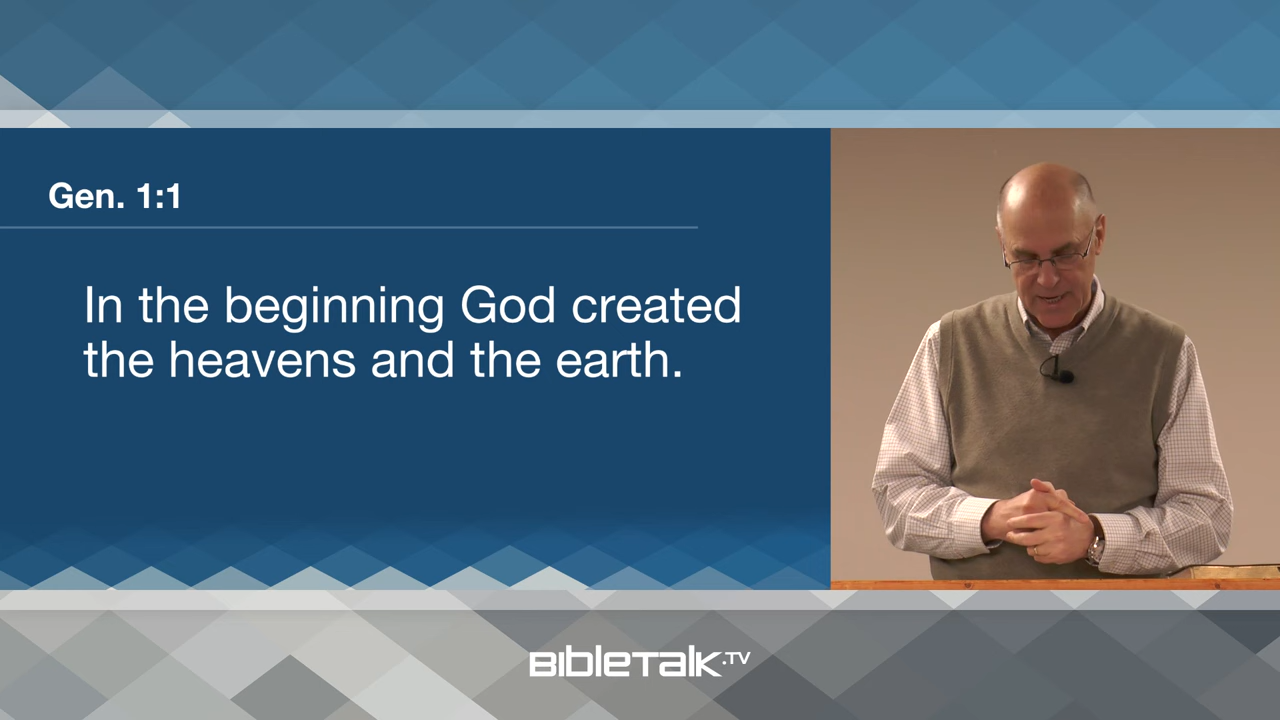 Gen. 1:1
In the beginning God created
the heavens and the earth.
BIBLETALK.TV